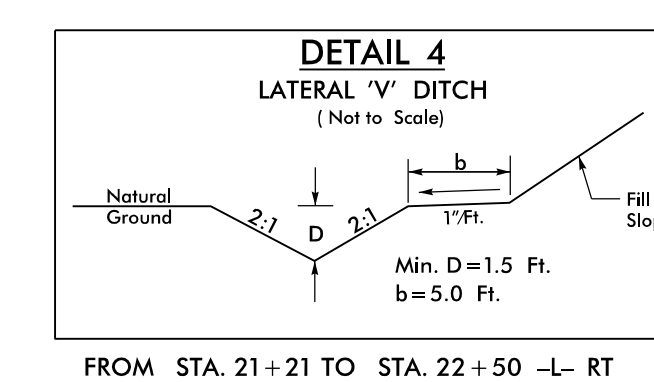 DETAIL 4
LATERAL 'V' DITCH
( Not to Scale)
b
Natural
Ground
2:1
D
2:1
1"/Ft.
Fill
Min. D=1.5 Ft.
b=5.0 Ft.
FROM STA. 21+21 TO STA. 22+50 -L- RT